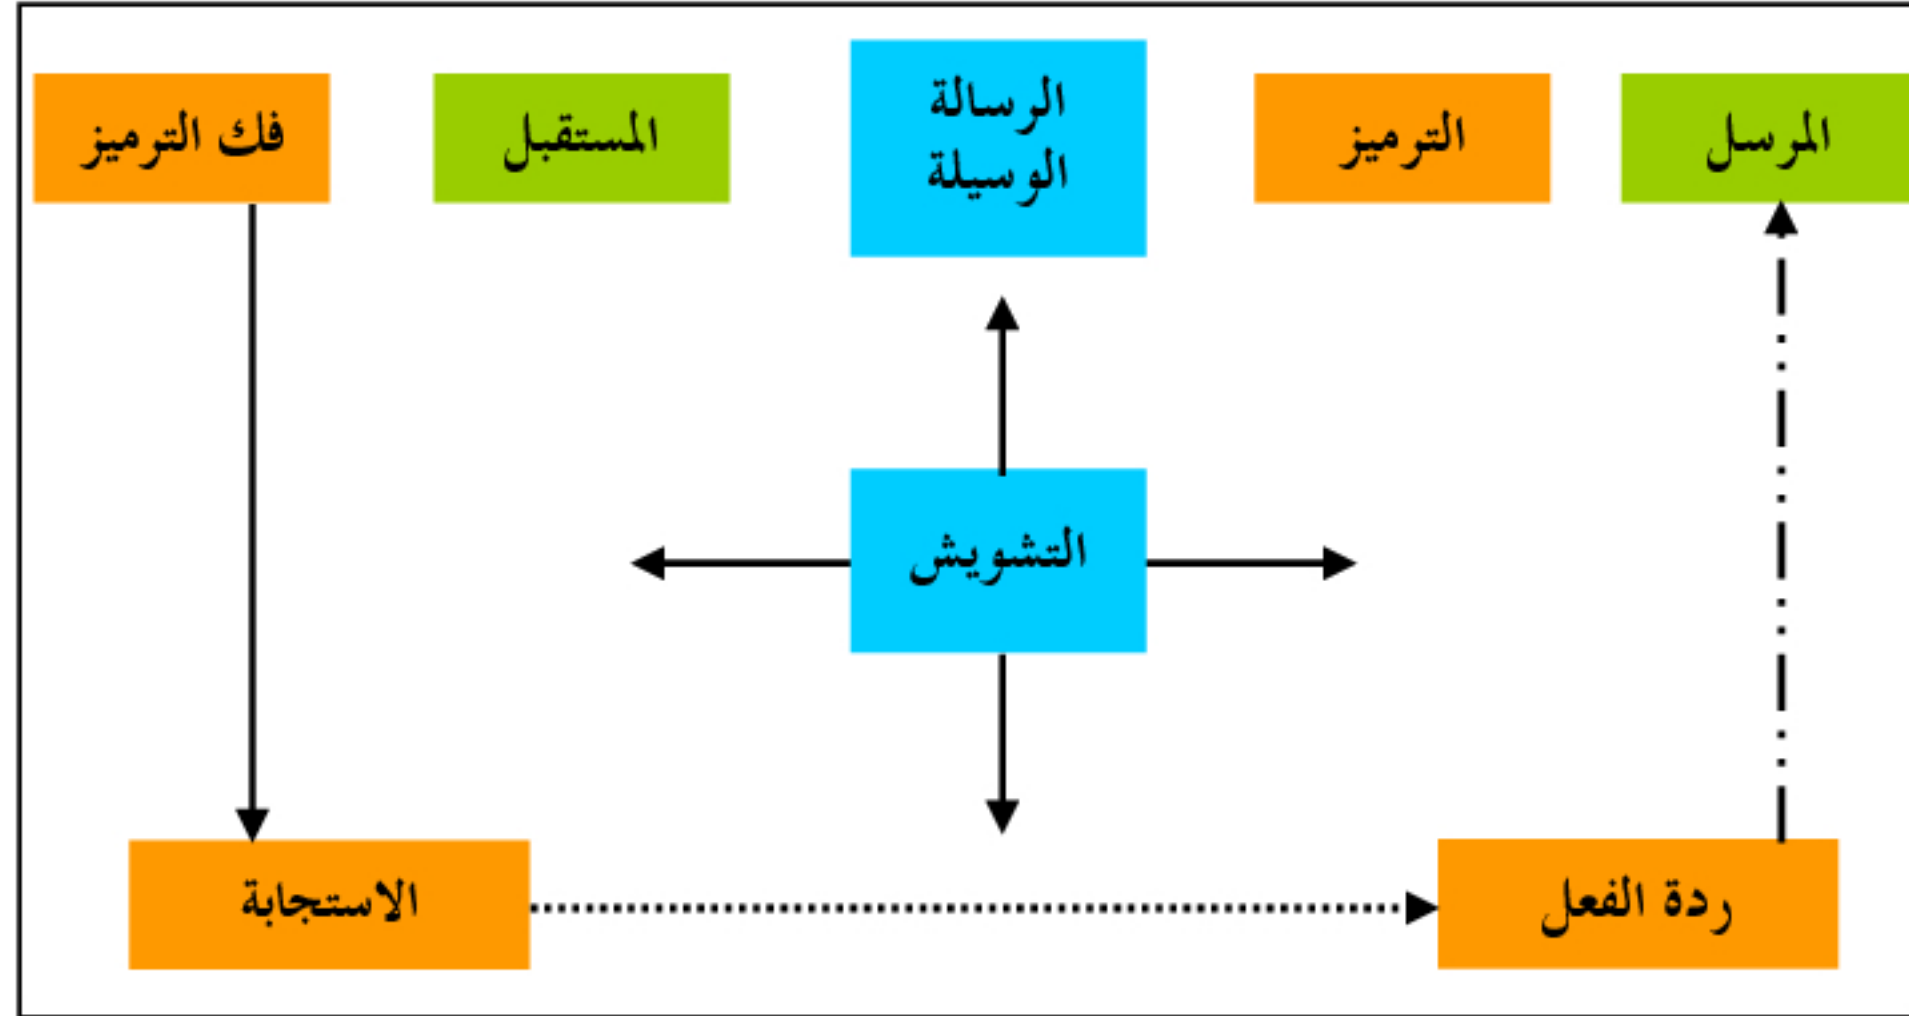 المرسل
الترميز
الرسالة
الوسيلة
المستقبل
فك الترميز
التشويش
ردة الفعل
الاستجابة